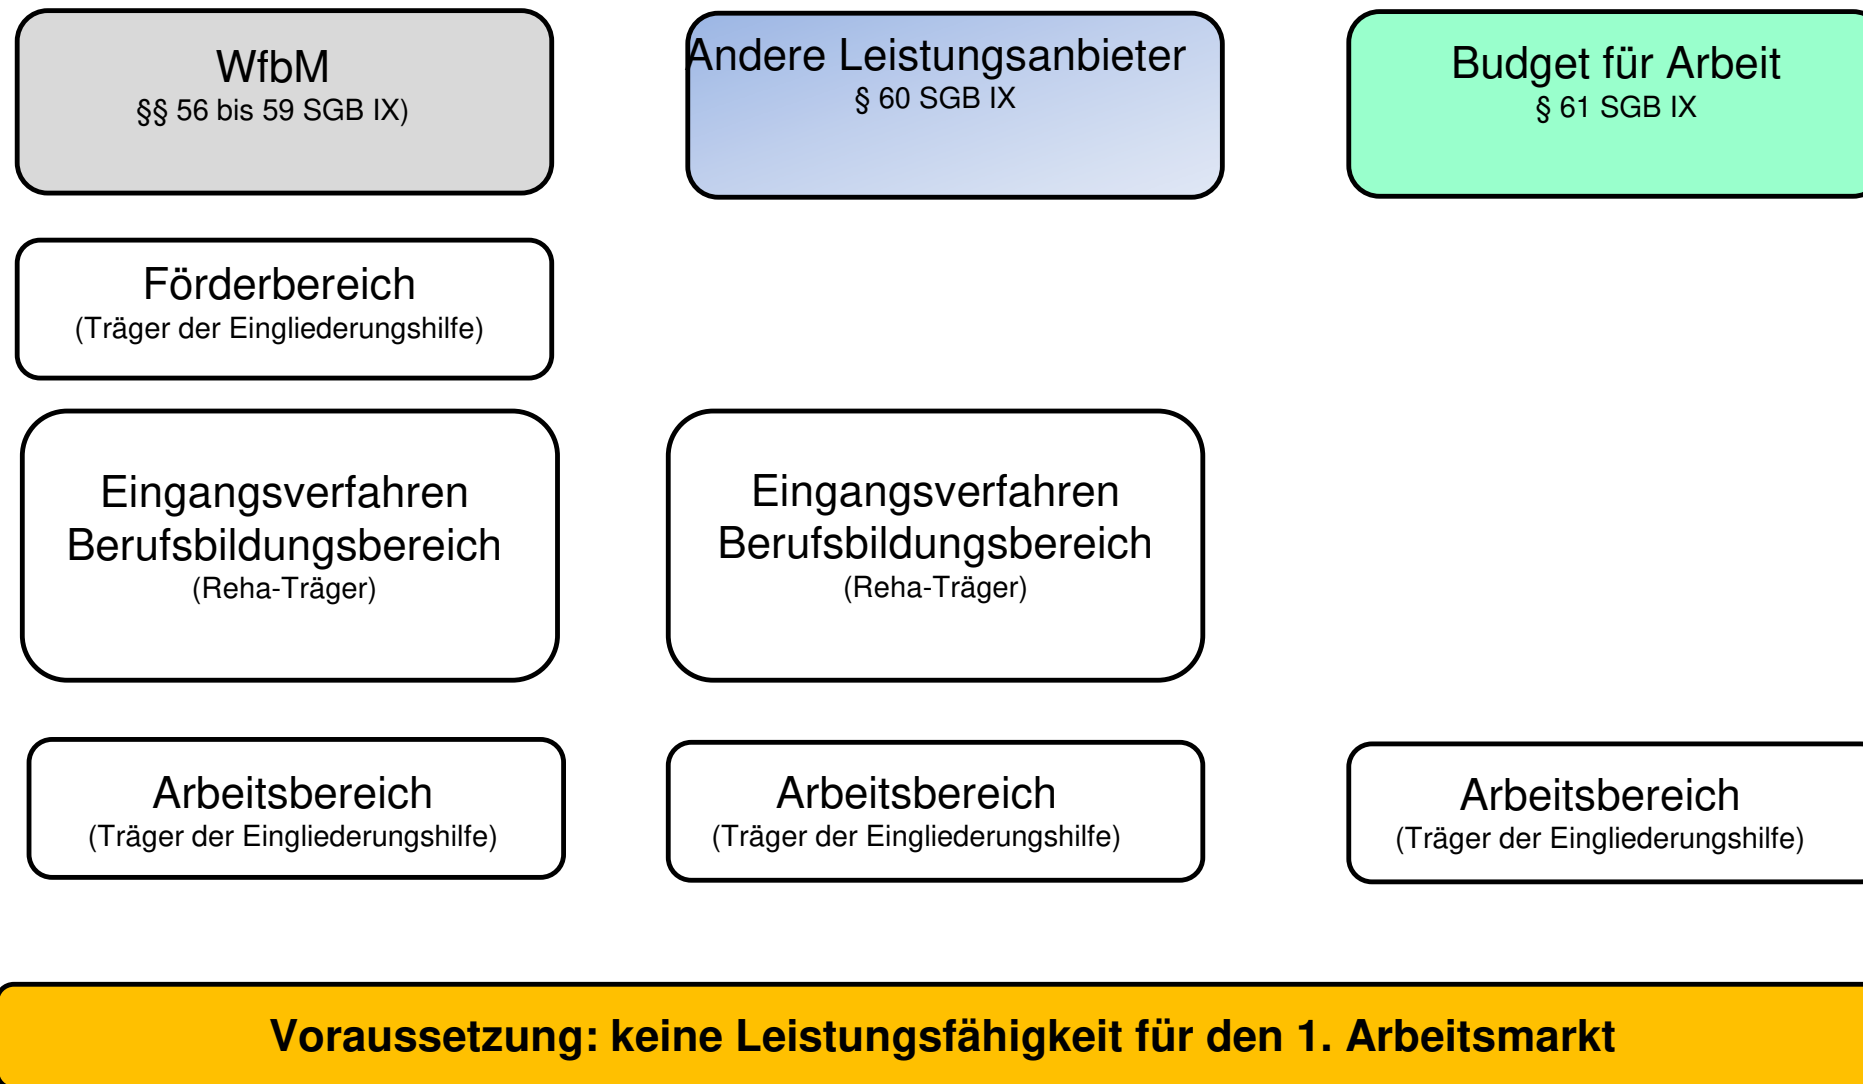 WfbM
§§ 56 bis 59 SGB IX)
Andere Leistungsanbieter
§ 60 SGB IX
Budget für Arbeit
§ 61 SGB IX
Förderbereich
(Träger der Eingliederungshilfe)
Eingangsverfahren
Berufsbildungsbereich
(Reha-Träger)
Eingangsverfahren
Berufsbildungsbereich
(Reha-Träger)
Arbeitsbereich
(Träger der Eingliederungshilfe)
Arbeitsbereich
(Träger der Eingliederungshilfe)
Arbeitsbereich
(Träger der Eingliederungshilfe)
Voraussetzung: keine Leistungsfähigkeit für den 1. Arbeitsmarkt